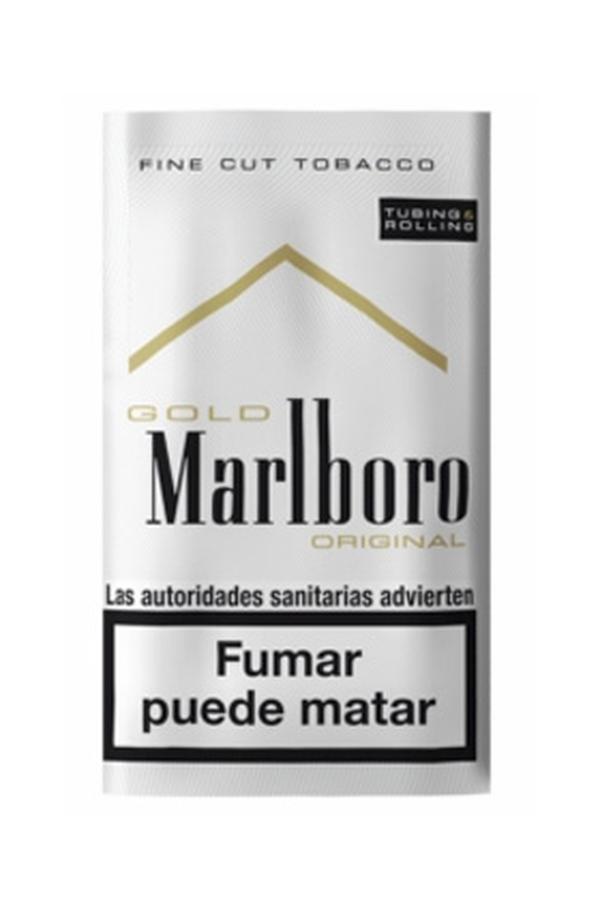 FINE CUT TOBACCO
TUBING &
ROLLING
GOLD
Marlboro
ORIGINAL
Las autoridades sanitarias advierten
Fumar
puede matar